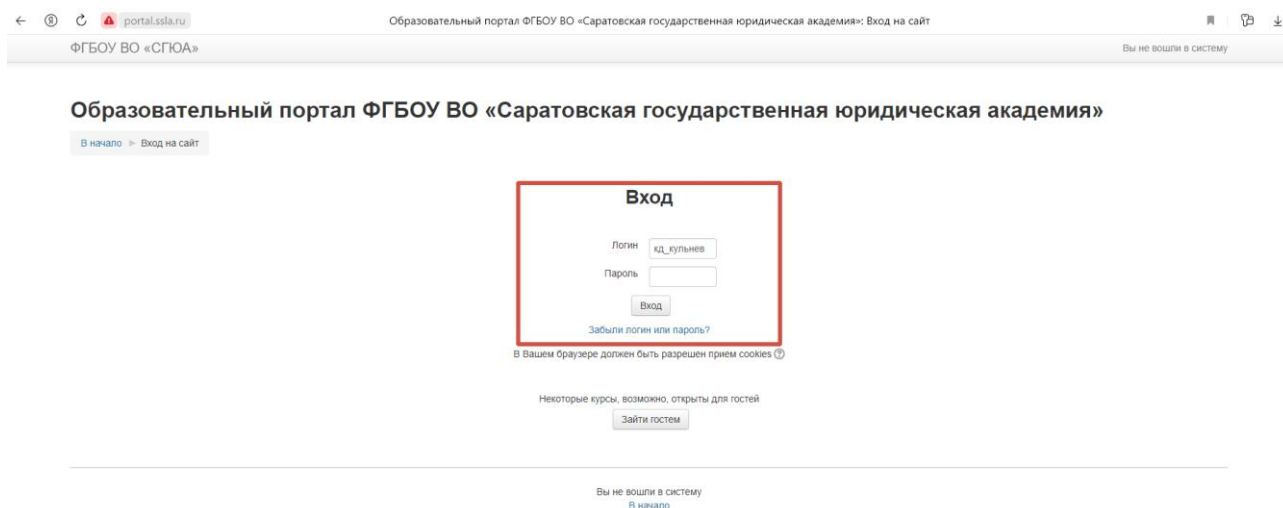 portal.ssla.ru
Образовательный портал ФГБОУ ВО «Саратовская государственная юридическая академия»: Вход на сайт
ФГБОУ ВО «СГЮА»
Вы не вошли в систему
Образовательный портал ФГБОУ ВО «Саратовская государственная юридическая академия»
В начало ► Вход на сайт
Вход
Логин кд_кульнев
Пароль
Вход
Забыли логин или пароль?
В Вашем браузере должен быть разрешен прием cookies
Некоторые курсы, возможно, открыты для гостей
Зайти гостем
Вы не вошли в систему
В начало